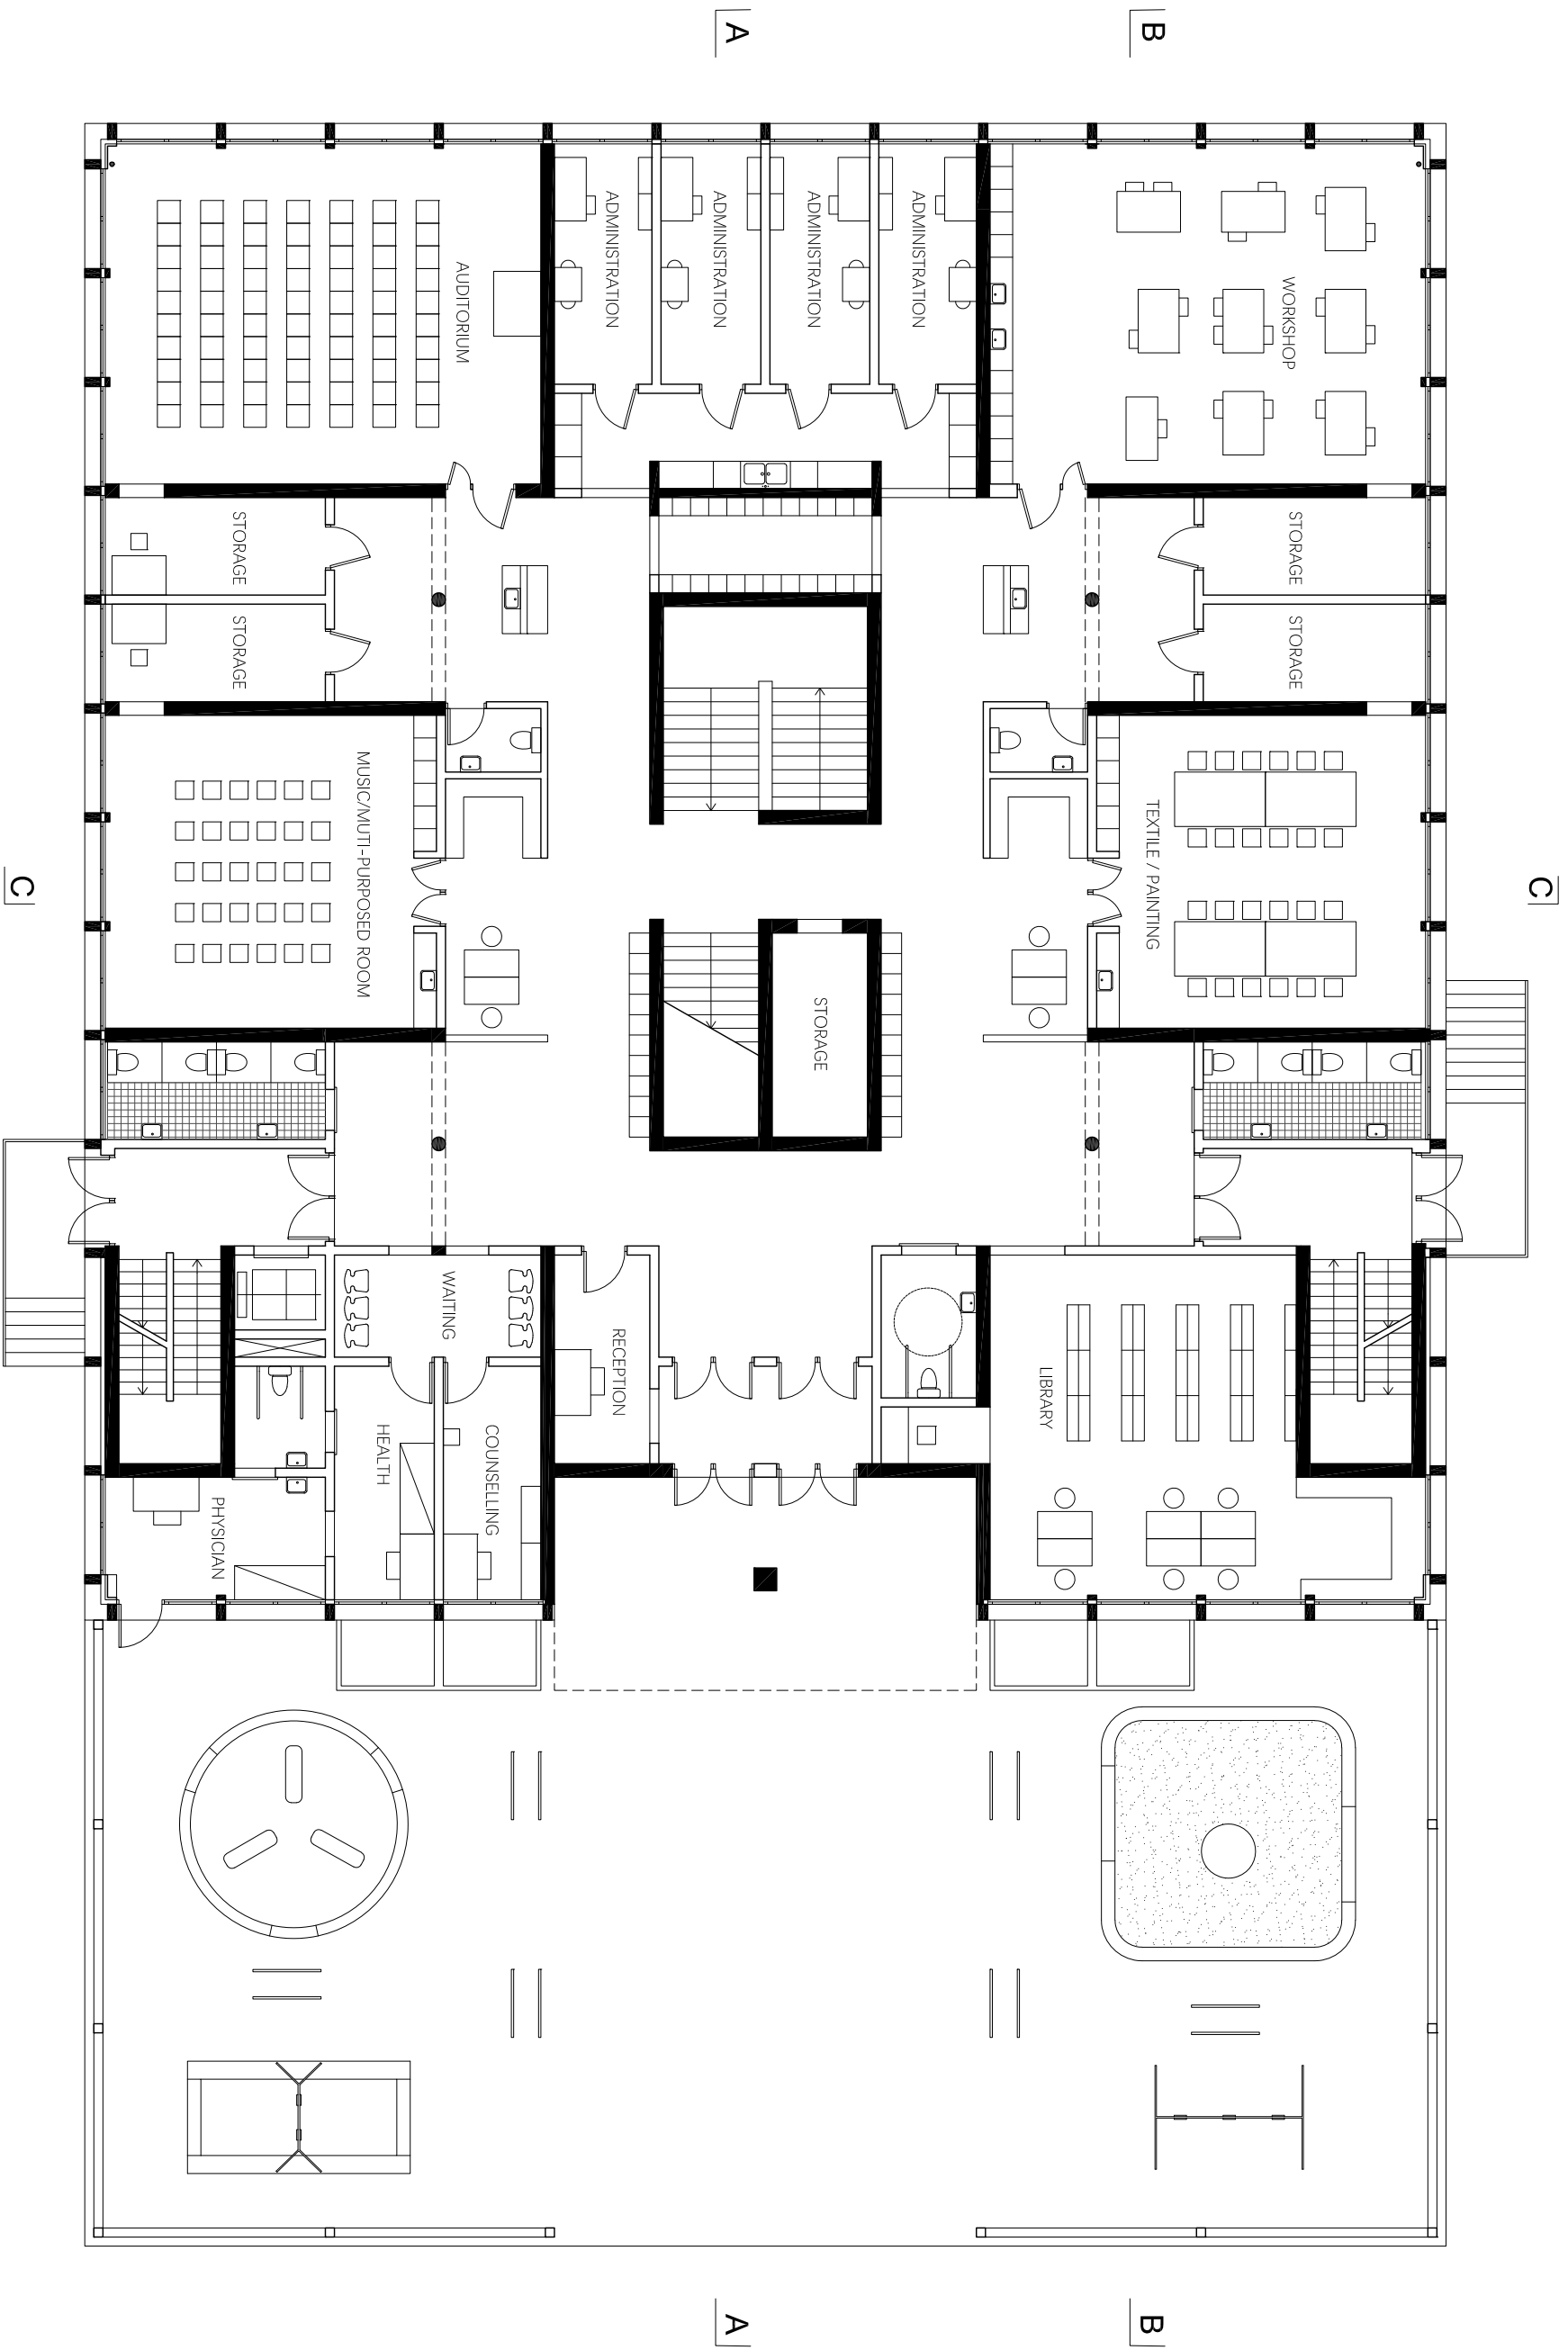 A
B
ADMINISTRATION
ADMINISTRATION
ADMINISTRATION
ADMINISTRATION
AUDITORIUM
WORKSHOP
STORAGE
STORAGE
STORAGE
STORAGE
MUSIC/MUTI-PURPOSED ROOM
TEXTILE / PAINTING
C
C
STORAGE
WAITING
RECEPTION
LIBRARY
HEALTH
COUNSELLING
PHYSICIAN
A
B